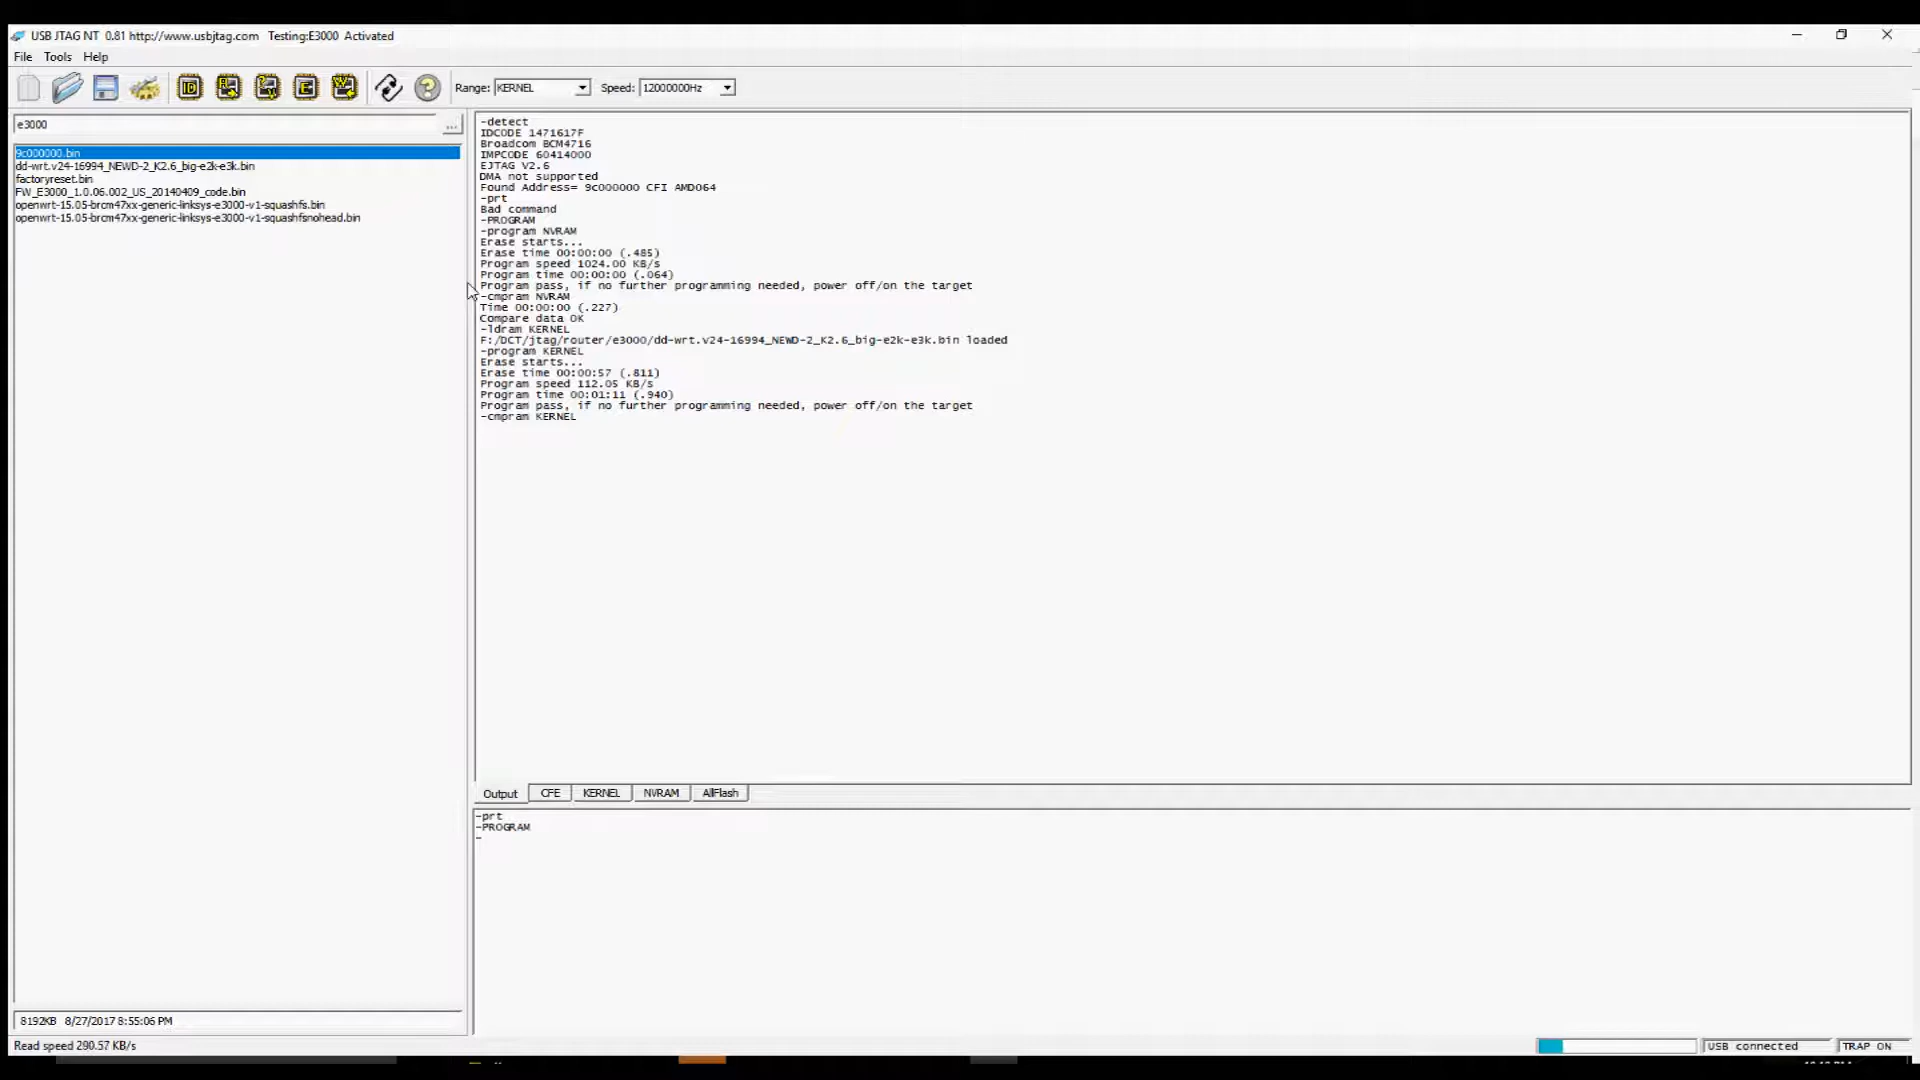 USB JTAG NT 0.81 http://www.usbjtag.com Testing:E3000 Activated
File Tools Help
ID R P W E V Range: KERNEL Speed: 12000000Hz
e3000 ...
9c000000.bin
dd-wrt.v24-16994_NEWD-2_K2.6_big-e2k-e3k.bin
factoryreset.bin
FW_E3000_1.0.06.002_US_20140409_code.bin
openwrt-15.05-brcm47xx-generic-linksys-e3000-v1-squashfs.bin
openwrt-15.05-brcm47xx-generic-linksys-e3000-v1-squashfsnohead.bin
-detect
IDCODE 1471617F
Broadcom BCM4716
IMPCODE 60414000
EJTAG V2.6
DMA not supported
Found Address= 9c000000 CFI AMD064
-prt
Bad command
-PROGRAM
-program NVRAM
Erase starts...
Erase time 00:00:00 (.485)
Program speed 1024.00 KB/s
Program time 00:00:00 (.064)
Program pass, if no further programming needed, power off/on the target
-cmpram NVRAM
Time 00:00:00 (.227)
Compare data OK
-ldram KERNEL
F:/DCT/jtag/router/e3000/dd-wrt.v24-16994_NEWD-2_K2.6_big-e2k-e3k.bin loaded
-program KERNEL
Erase starts...
Erase time 00:00:57 (.811)
Program speed 112.05 KB/s
Program time 00:01:11 (.940)
Program pass, if no further programming needed, power off/on the target
-cmpram KERNEL
Output CFE KERNEL NVRAM AllFlash
-prt
-PROGRAM
-
8192KB 8/27/2017 8:55:06 PM
Read speed 290.57 KB/s
USB connected TRAP ON